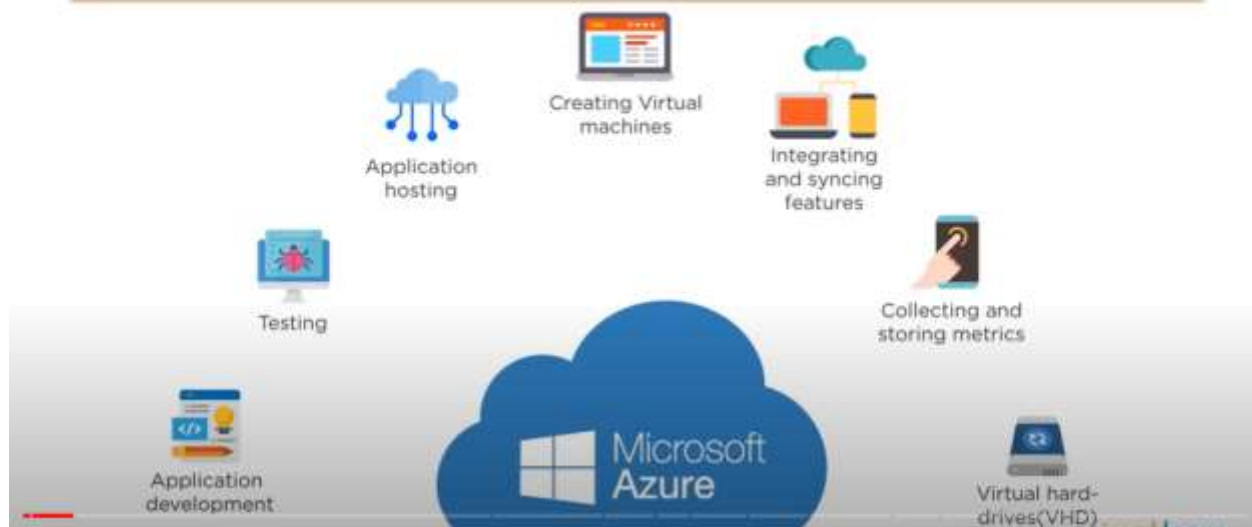 Creating Virtual
machines
Application
hosting
Integrating
and syncing
features
Testing
Collecting and
storing metrics
Application
development
Microsoft
Azure
Virtual hard-
drives(VHD)